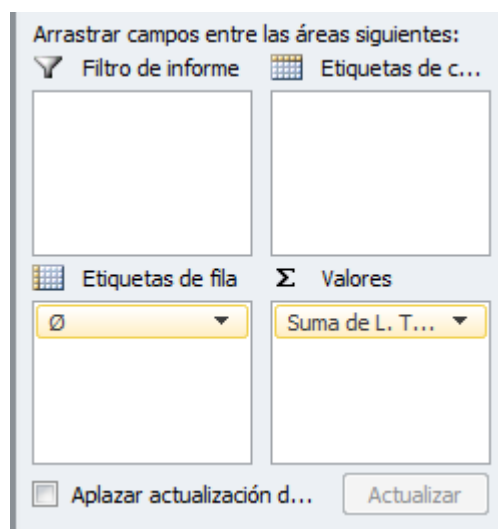 Arrastrar campos entre las áreas siguientes:
Filtro de informe
Etiquetas de c...
Etiquetas de fila
Σ Valores
Ø
Suma de L. T...
Aplazar actualización d...
Actualizar